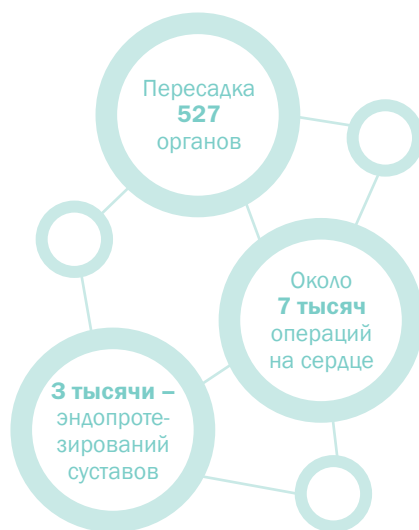 Пересадка
527
органов
Около
7 тысяч
операций
на сердце
3 тысячи –
эндопроте-
зирований
суставов